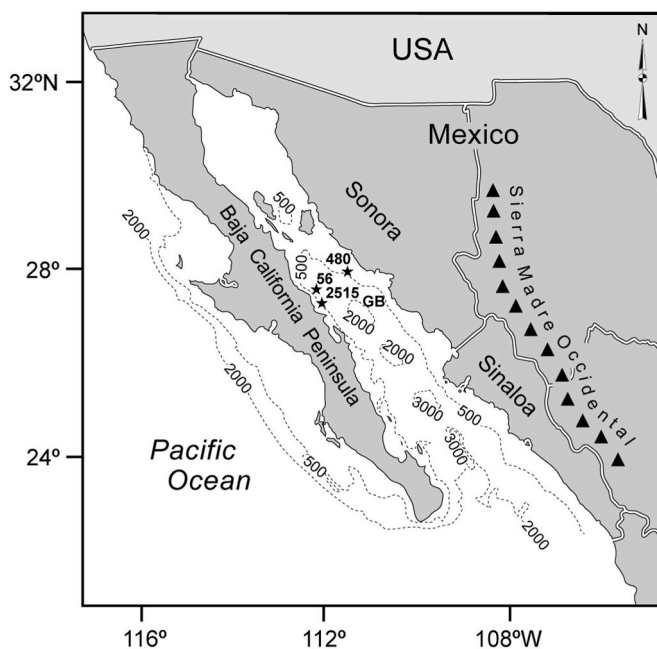 USA
N
32ºN
Mexico
Sierra Madre Occidental
Sonora
500
2000
Baja California Peninsula
28º
500
480
56
2515 GB
2000
2000
2000
3000
500
Sinaloa
3000
24º
Pacific
Ocean
500
2000
116º
112º
108ºW